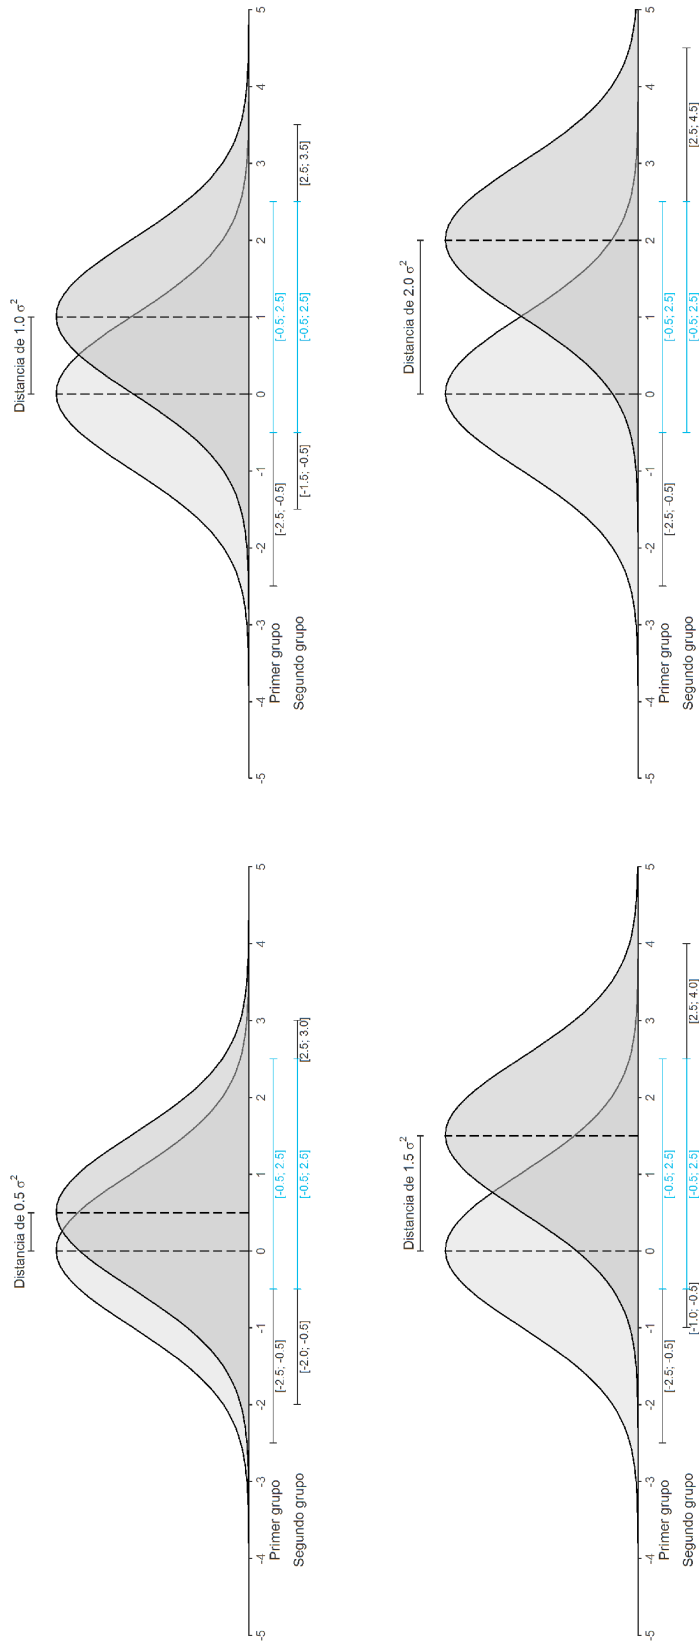 Distancia de 0.5 σ²
-5 -4 -3 -2 -1 0 1 2 3 4 5
Primer grupo [-2.5; -0.5] [-0.5; 2.5]
Segundo grupo [-2.0; -0.5] [-0.5; 2.5] [2.5; 3.0]
Distancia de 1.0 σ²
-5 -4 -3 -2 -1 0 1 2 3 4 5
Primer grupo [-2.5; -0.5] [-0.5; 2.5]
Segundo grupo [-1.5; -0.5] [-0.5; 2.5] [2.5; 3.5]
Distancia de 1.5 σ²
-5 -4 -3 -2 -1 0 1 2 3 4 5
Primer grupo [-2.5; -0.5] [-0.5; 2.5]
Segundo grupo [-1.0; -0.5] [-0.5; 2.5] [2.5; 4.0]
Distancia de 2.0 σ²
-5 -4 -3 -2 -1 0 1 2 3 4 5
Primer grupo [-2.5; -0.5] [-0.5; 2.5]
Segundo grupo [-0.5; 2.5] [2.5; 4.5]